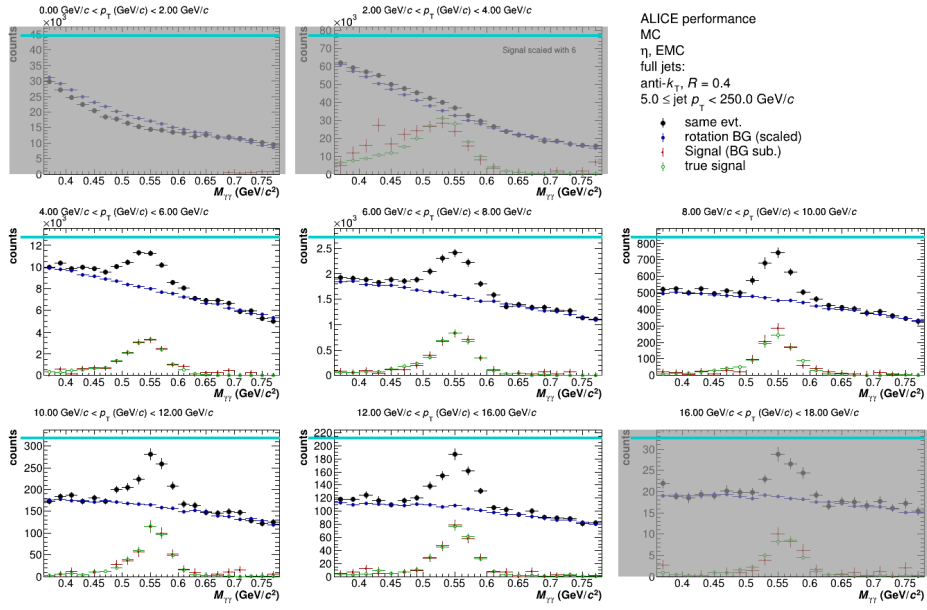 0.00 GeV/c < p_T (GeV/c) < 2.00 GeV/c
×10³
counts
45
40
35
30
25
20
15
10
5
0
0.4 0.45 0.5 0.55 0.6 0.65 0.7 0.75
M_γγ (GeV/c²)
2.00 GeV/c < p_T (GeV/c) < 4.00 GeV/c
×10³
counts
80
70
60
50
40
30
20
10
0
Signal scaled with 6
0.4 0.45 0.5 0.55 0.6 0.65 0.7 0.75
M_γγ (GeV/c²)
ALICE performance
MC
η, EMC
full jets:
anti-k_T, R = 0.4
5.0 ≤ jet p_T < 250.0 GeV/c
same evt.
rotation BG (scaled)
Signal (BG sub.)
true signal
4.00 GeV/c < p_T (GeV/c) < 6.00 GeV/c
×10³
counts
12
10
8
6
4
2
0
0.4 0.45 0.5 0.55 0.6 0.65 0.7 0.75
M_γγ (GeV/c²)
6.00 GeV/c < p_T (GeV/c) < 8.00 GeV/c
×10³
counts
2.5
2
1.5
1
0.5
0
0.4 0.45 0.5 0.55 0.6 0.65 0.7 0.75
M_γγ (GeV/c²)
8.00 GeV/c < p_T (GeV/c) < 10.00 GeV/c
counts
800
700
600
500
400
300
200
100
0
0.4 0.45 0.5 0.55 0.6 0.65 0.7 0.75
M_γγ (GeV/c²)
10.00 GeV/c < p_T (GeV/c) < 12.00 GeV/c
counts
300
250
200
150
100
50
0
0.4 0.45 0.5 0.55 0.6 0.65 0.7 0.75
M_γγ (GeV/c²)
12.00 GeV/c < p_T (GeV/c) < 16.00 GeV/c
counts
220
200
180
160
140
120
100
80
60
40
20
0
0.4 0.45 0.5 0.55 0.6 0.65 0.7 0.75
M_γγ (GeV/c²)
16.00 GeV/c < p_T (GeV/c) < 18.00 GeV/c
counts
30
25
20
15
10
5
0
0.4 0.45 0.5 0.55 0.6 0.65 0.7 0.75
M_γγ (GeV/c²)